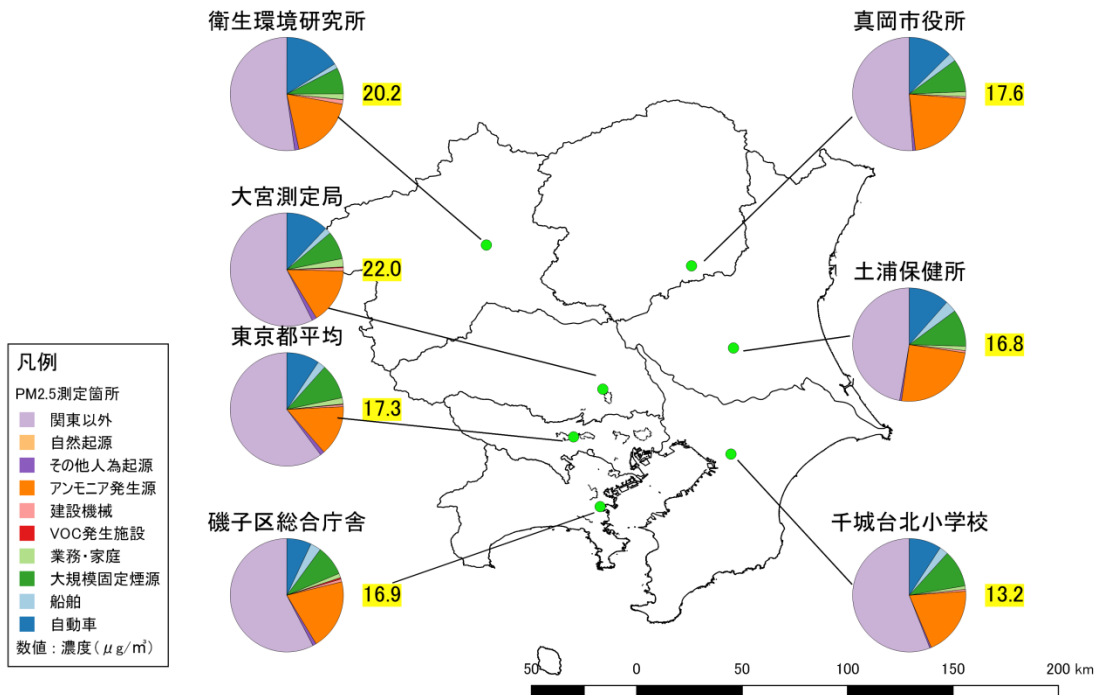 衛生環境研究所
20.2
真岡市役所
17.6
大宮測定局
22.0
土浦保健所
16.8
東京都平均
17.3
磯子区総合庁舎
16.9
千城台北小学校
13.2
凡例
PM2.5測定箇所
関東以外
自然起源
その他人為起源
アンモニア発生源
建設機械
VOC発生施設
業務・家庭
大規模固定煙源
船舶
自動車
数値：濃度(μg/㎥)
50 0 50 100 150 200 km